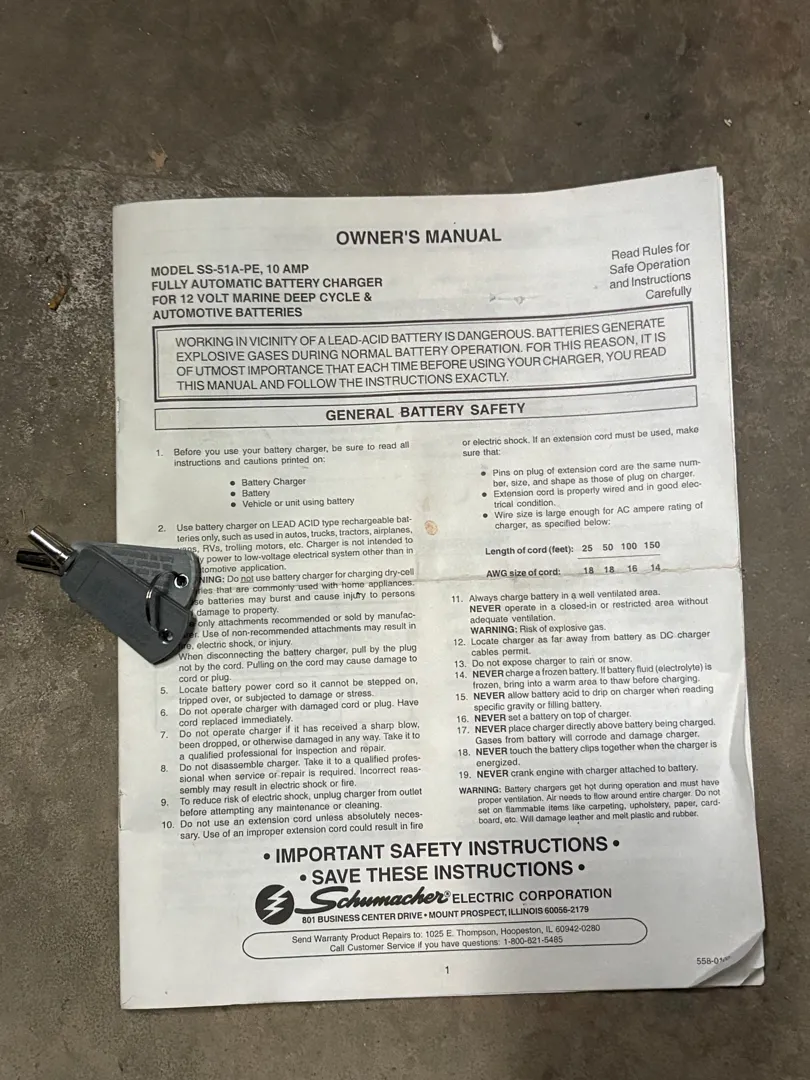 OWNER'S MANUAL
MODEL SS-51A-PE, 10 AMP
FULLY AUTOMATIC BATTERY CHARGER
FOR 12 VOLT MARINE DEEP CYCLE &
AUTOMOTIVE BATTERIES
Read Rules for
Safe Operation
and Instructions
Carefully
WORKING IN VICINITY OF A LEAD-ACID BATTERY IS DANGEROUS. BATTERIES GENERATE
EXPLOSIVE GASES DURING NORMAL BATTERY OPERATION. FOR THIS REASON, IT IS
OF UTMOST IMPORTANCE THAT EACH TIME BEFORE USING YOUR CHARGER, YOU READ
THIS MANUAL AND FOLLOW THE INSTRUCTIONS EXACTLY.
GENERAL BATTERY SAFETY
1. Before you use your battery charger, be sure to read all
instructions and cautions printed on:
• Battery Charger
• Battery
• Vehicle or unit using battery
2. Use battery charger on LEAD ACID type rechargeable bat-
teries only, such as used in autos, trucks, tractors, airplanes,
RVs, trolling motors, etc. Charger is not intended to
power to low-voltage electrical system other than in
tomotive application.
NING: Do not use battery charger for charging dry-cell
ries that are commonly used with home appliances.
se batteries may burst and cause injury to persons
damage to property.
only attachments recommended or sold by manufac-
er. Use of non-recommended attachments may result in
fire, electric shock, or injury.
When disconnecting the battery charger, pull by the plug
not by the cord. Pulling on the cord may cause damage to
cord or plug.
5. Locate battery power cord so it cannot be stepped on,
tripped over, or subjected to damage or stress.
6. Do not operate charger with damaged cord or plug. Have
cord replaced immediately.
7. Do not operate charger if it has received a sharp blow,
been dropped, or otherwise damaged in any way. Take it to
a qualified professional for inspection and repair.
8. Do not disassemble charger. Take it to a qualified profes-
sional when service or repair is required. Incorrect reas-
sembly may result in electric shock or fire.
9. To reduce risk of electric shock, unplug charger from outlet
before attempting any maintenance or cleaning.
10. Do not use an extension cord unless absolutely neces-
sary. Use of an improper extension cord could result in fire
or electric shock. If an extension cord must be used, make
sure that:
• Pins on plug of extension cord are the same num-
ber, size, and shape as those of plug on charger.
• Extension cord is properly wired and in good elec-
trical condition.
• Wire size is large enough for AC ampere rating of
charger, as specified below:
Length of cord (feet): 25 50 100 150
AWG size of cord: 18 18 16 14
11. Always charge battery in a well ventilated area.
NEVER operate in a closed-in or restricted area without
adequate ventilation.
WARNING: Risk of explosive gas.
12. Locate charger as far away from battery as DC charger
cables permit.
13. Do not expose charger to rain or snow.
14. NEVER charge a frozen battery. If battery fluid (electrolyte) is
frozen, bring into a warm area to thaw before charging.
15. NEVER allow battery acid to drip on charger when reading
specific gravity or filling battery.
16. NEVER set a battery on top of charger.
17. NEVER place charger directly above battery being charged.
Gases from battery will corrode and damage charger.
18. NEVER touch the battery clips together when the charger is
energized.
19. NEVER crank engine with charger attached to battery.
WARNING: Battery chargers get hot during operation and must have
proper ventilation. Air needs to flow around entire charger. Do not
set on flammable items like carpeting, upholstery, paper, card-
board, etc. Will damage leather and melt plastic and rubber.
• IMPORTANT SAFETY INSTRUCTIONS •
• SAVE THESE INSTRUCTIONS •
Schumacher® ELECTRIC CORPORATION
801 BUSINESS CENTER DRIVE • MOUNT PROSPECT, ILLINOIS 60056-2179
Send Warranty Product Repairs to: 1025 E. Thompson, Hoopeston, IL 60942-0280
Call Customer Service if you have questions: 1-800-621-5485
1